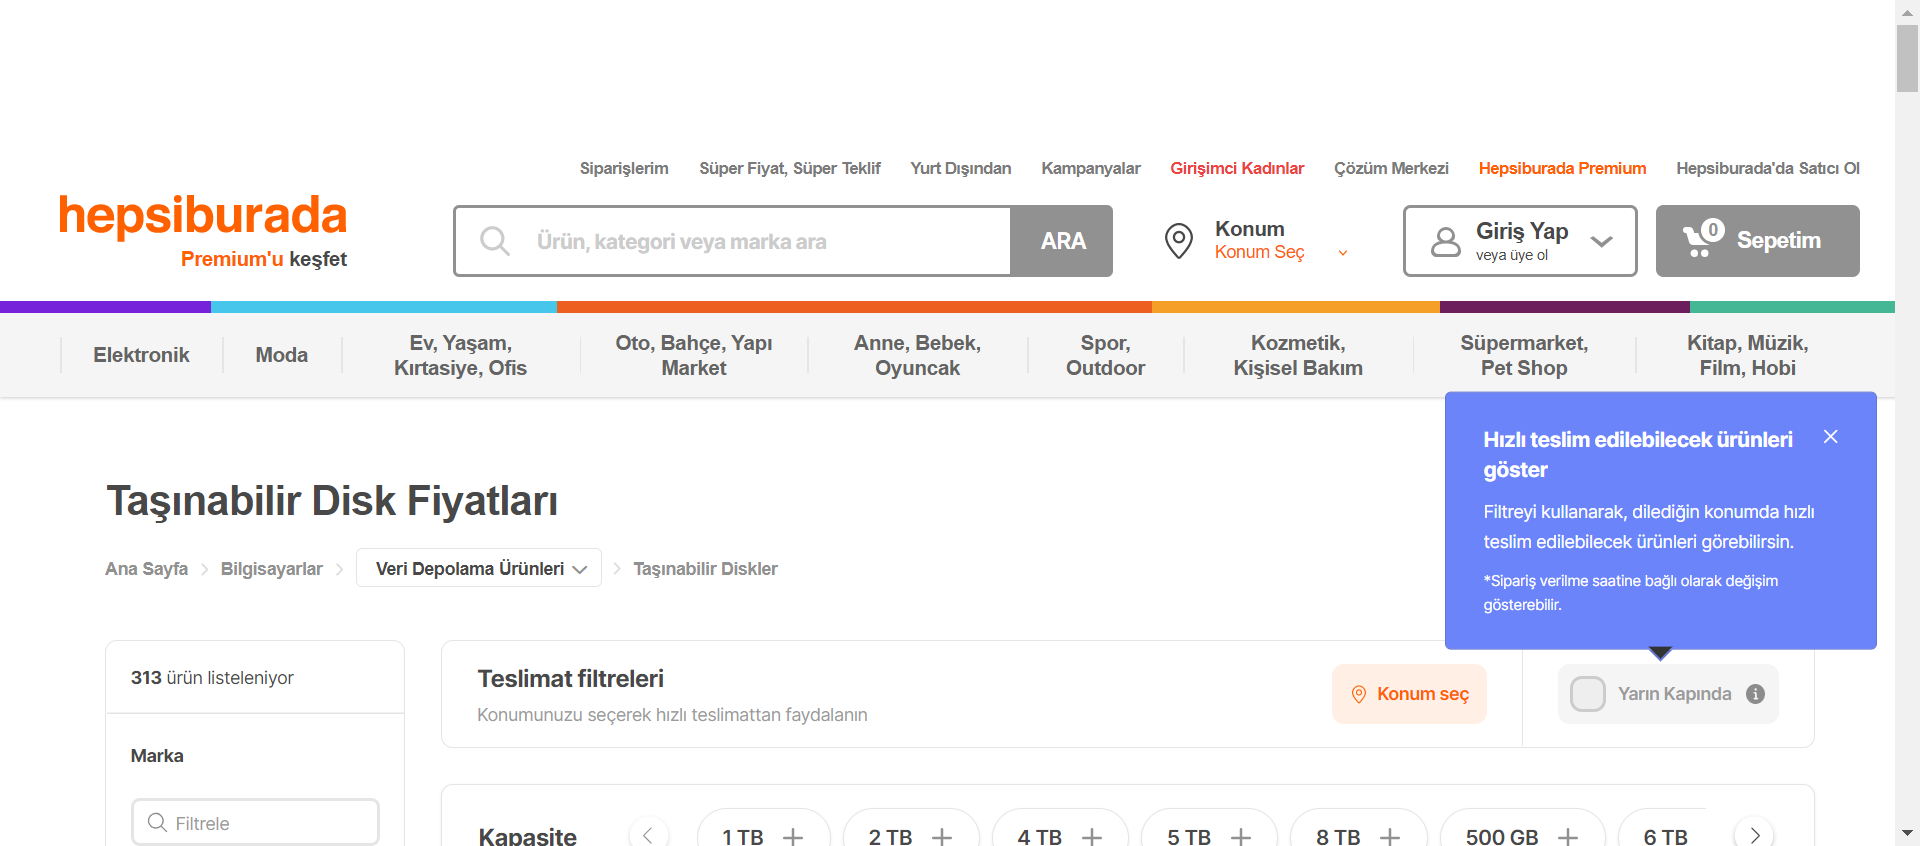 Siparişlerim Süper Fiyat, Süper Teklif Yurt Dışından Kampanyalar Girişimci Kadınlar Çözüm Merkezi Hepsiburada Premium Hepsiburada'da Satıcı Ol
hepsiburada
Premium'u keşfet
Ürün, kategori veya marka ara
ARA
Konum
Konum Seç
Giriş Yap
veya üye ol
0
Sepetim
Elektronik
Moda
Ev, Yaşam,
Kırtasiye, Ofis
Oto, Bahçe, Yapı
Market
Anne, Bebek,
Oyuncak
Spor,
Outdoor
Kozmetik,
Kişisel Bakım
Süpermarket,
Pet Shop
Kitap, Müzik,
Film, Hobi
Hızlı teslim edilebilecek ürünleri
göster
Filtreyi kullanarak, dilediğin konumda hızlı
teslim edilebilecek ürünleri görebilirsin.
*Sipariş verilme saatine bağlı olarak değişim
gösterebilir.
Taşınabilir Disk Fiyatları
Ana Sayfa Bilgisayarlar Veri Depolama Ürünleri Taşınabilir Diskler
313 ürün listeleniyor
Marka
Filtrele
Teslimat filtreleri
Konumunuzu seçerek hızlı teslimattan faydalanın
Konum seç
Yarın Kapında
Kapasite
1 TB 2 TB 4 TB 5 TB 8 TB 500 GB 6 TB